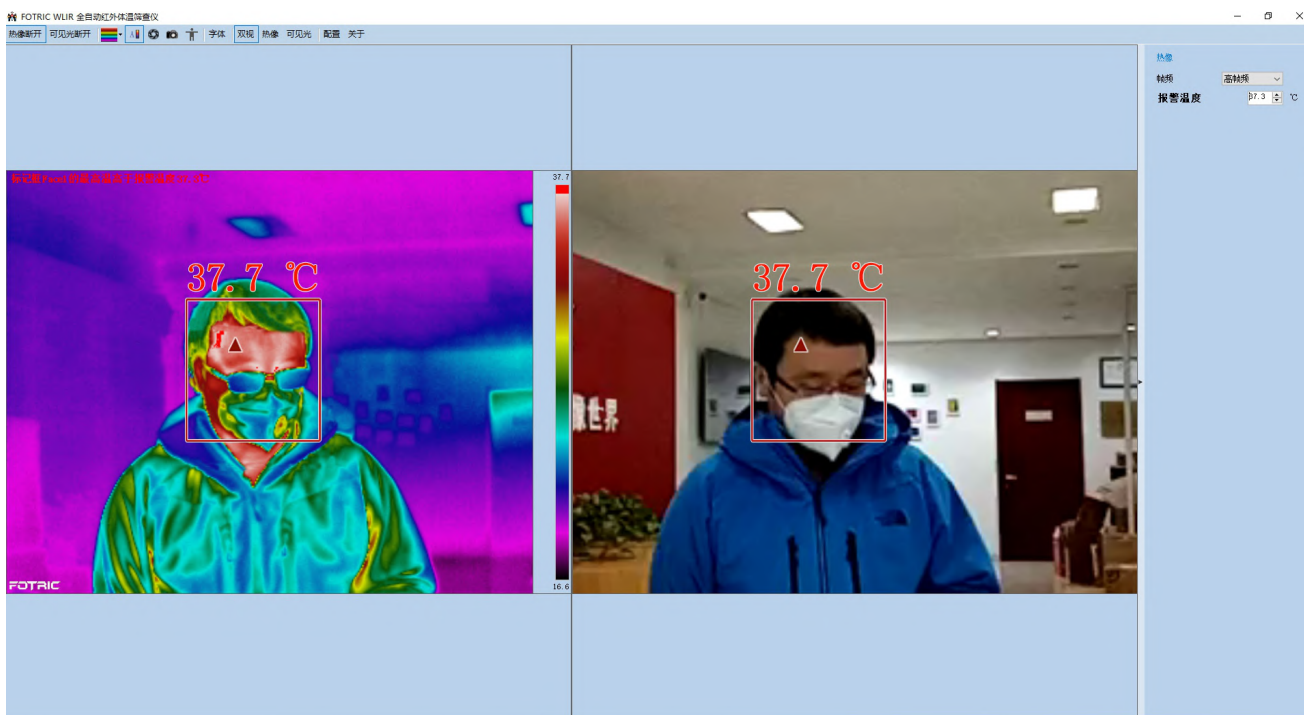 FOTRIC WLIR 全自动红外体温筛查仪
热像断开 可见光断开 字体 双视 热像 可见光 配置 关于
热像
帧频 高帧频
报警温度 37.3 ℃
37.7
37.7 ℃
37.7 ℃
像世界
FOTRIC
16.6